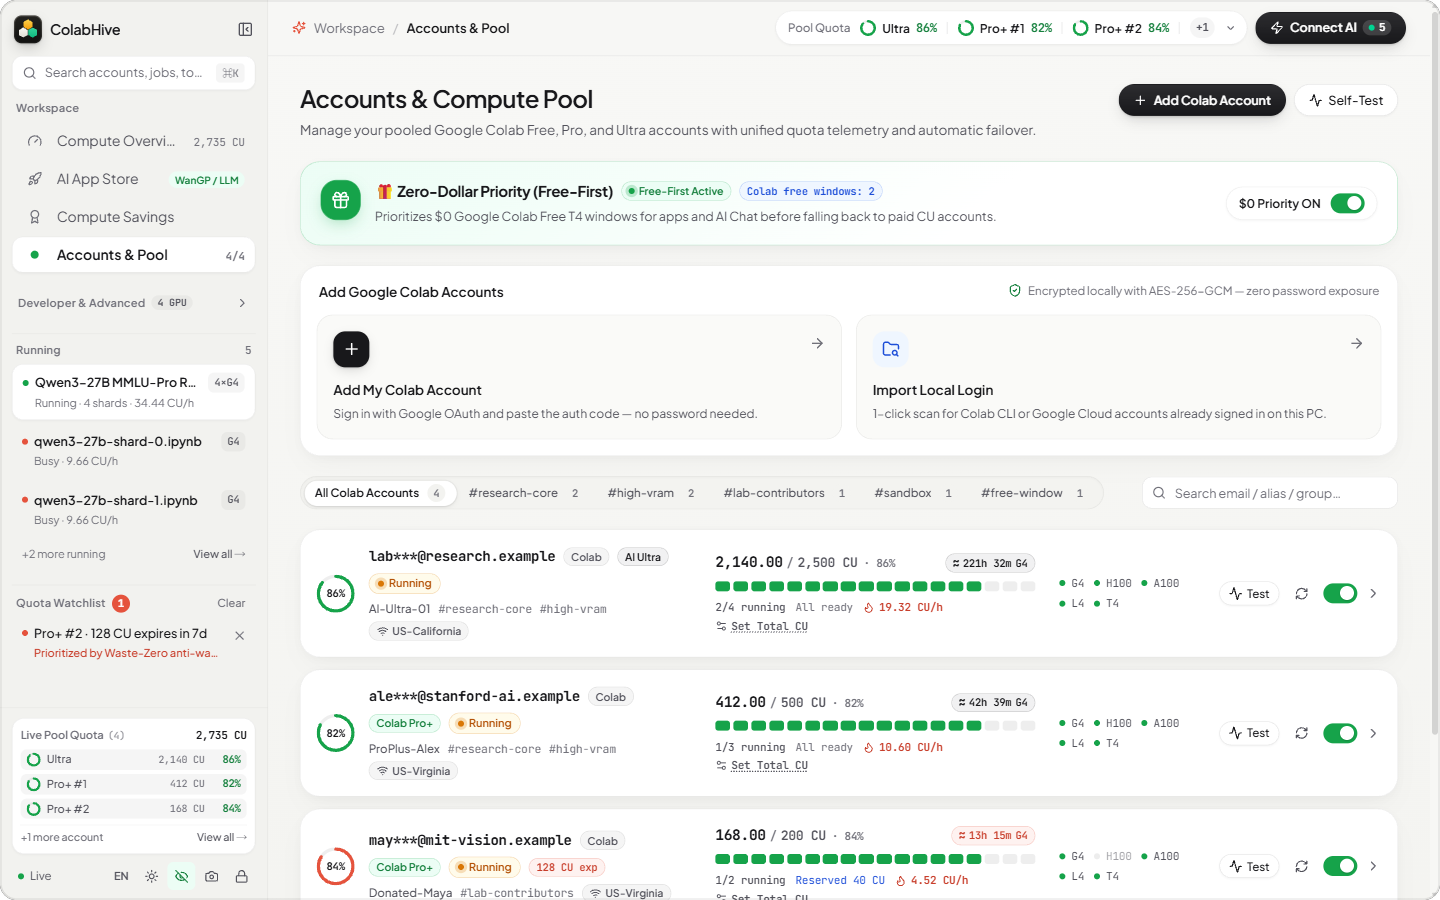 ColabHive
Search accounts, jobs, to... ⌘K
Workspace
Compute Overvi... 2,735 CU
AI App Store WanGP / LLM
Compute Savings
Accounts & Pool 4/4
Developer & Advanced 4 GPU
Running 5
Qwen3-27B MMLU-Pro R... 4×G4
Running · 4 shards · 34.44 CU/h
qwen3-27b-shard-0.ipynb G4
Busy · 9.66 CU/h
qwen3-27b-shard-1.ipynb G4
Busy · 9.66 CU/h
+2 more running View all →
Quota Watchlist 1 Clear
Pro+ #2 · 128 CU expires in 7d
Prioritized by Waste-Zero anti-wa...
Live Pool Quota (4) 2,735 CU
Ultra 2,140 CU 86%
Pro+ #1 412 CU 82%
Pro+ #2 168 CU 84%
+1 more account View all →
Live EN
Workspace / Accounts & Pool
Pool Quota Ultra 86% Pro+ #1 82% Pro+ #2 84% +1
Connect AI 5
Accounts & Compute Pool
Manage your pooled Google Colab Free, Pro, and Ultra accounts with unified quota telemetry and automatic failover.
+ Add Colab Account Self-Test
🎁 Zero-Dollar Priority (Free-First) Free-First Active Colab free windows: 2
Prioritizes $0 Google Colab Free T4 windows for apps and AI Chat before falling back to paid CU accounts.
$0 Priority ON
Add Google Colab Accounts
Encrypted locally with AES-256-GCM — zero password exposure
Add My Colab Account
Sign in with Google OAuth and paste the auth code — no password needed.
Import Local Login
1-click scan for Colab CLI or Google Cloud accounts already signed in on this PC.
All Colab Accounts 4 #research-core 2 #high-vram 2 #lab-contributors 1 #sandbox 1 #free-window 1
Search email / alias / group...
86%
lab***@research.example Colab AI Ultra
Running
AI-Ultra-01 #research-core #high-vram
US-California
2,140.00 / 2,500 CU · 86% ≈ 221h 32m G4
2/4 running All ready 19.32 CU/h
Set Total CU
G4 H100 A100
L4 T4
Test
82%
ale***@stanford-ai.example Colab
Colab Pro+ Running
ProPlus-Alex #research-core #high-vram
US-Virginia
412.00 / 500 CU · 82% ≈ 42h 39m G4
1/3 running All ready 10.60 CU/h
Set Total CU
G4 H100 A100
L4 T4
Test
84%
may***@mit-vision.example Colab
Colab Pro+ Running 128 CU exp
Donated-Maya #lab-contributors US-Virginia
168.00 / 200 CU · 84% ≈ 13h 15m G4
1/2 running Reserved 40 CU 4.52 CU/h
Set Total CU
G4 H100 A100
L4 T4
Test